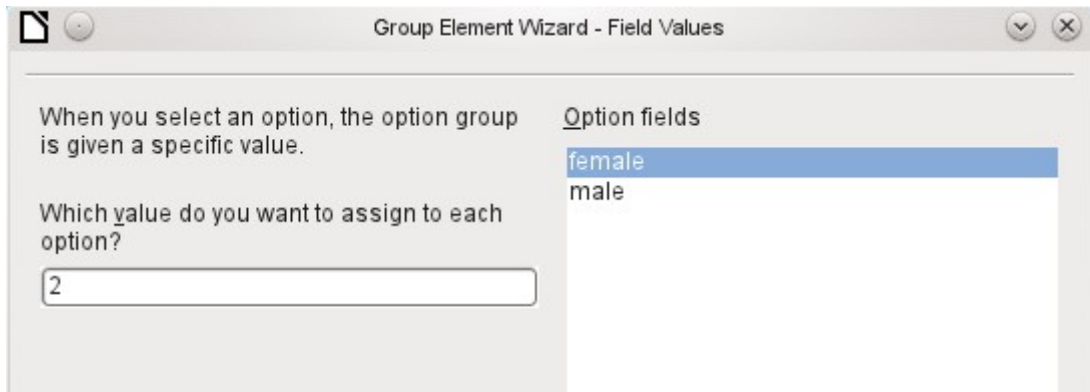 Group Element Wizard - Field Values
When you select an option, the option group
is given a specific value.
Which value do you want to assign to each
option?
2
Option fields
female
male